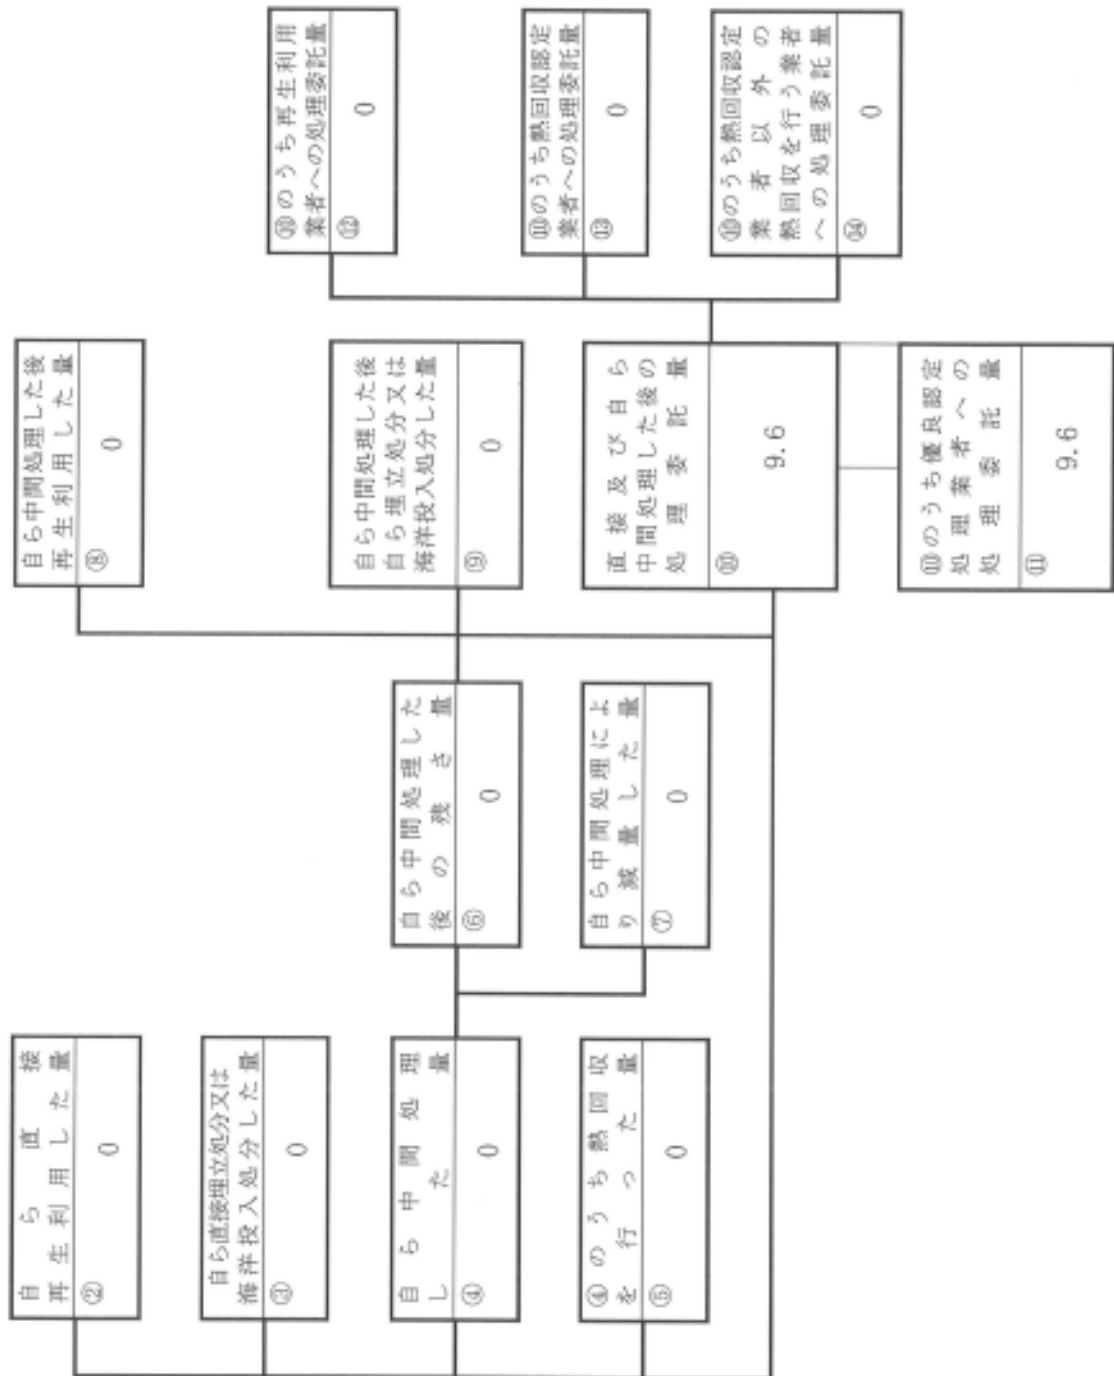 自ら直接
再生利用した量
②
0
自ら直接埋立処分又は
海洋投入処分した量
③
0
自ら中間処理
した量
④
0
④のうち熱回収
を行った量
⑤
0
自ら中間処理した
後の残さ量
⑥
0
自ら中間処理によ
り減量した量
⑦
0
自ら中間処理した後
再生利用した量
⑧
0
自ら中間処理した後
自ら埋立処分又は
海洋投入処分した量
⑨
0
直接及び自ら
中間処理した後の
処理委託量
⑩
9.6
⑩のうち優良認定
処理業者への
処理委託量
⑪
9.6
⑩のうち再生利用
業者への処理委託量
⑫
0
⑩のうち熱回収認定
業者への処理委託量
⑬
0
⑩のうち熱回収認定
業者以外の
熱回収を行う業者
への処理委託量
⑭
0